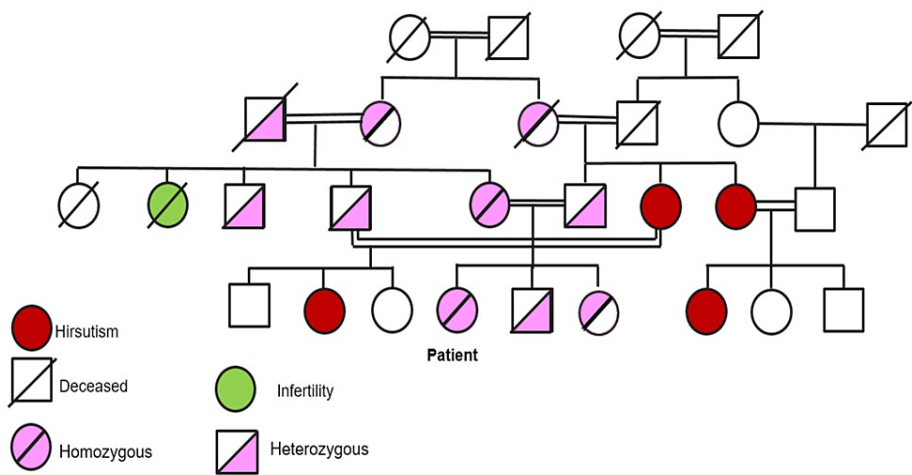 Patient
Hirsutism
Deceased
Infertility
Homozygous
Heterozygous